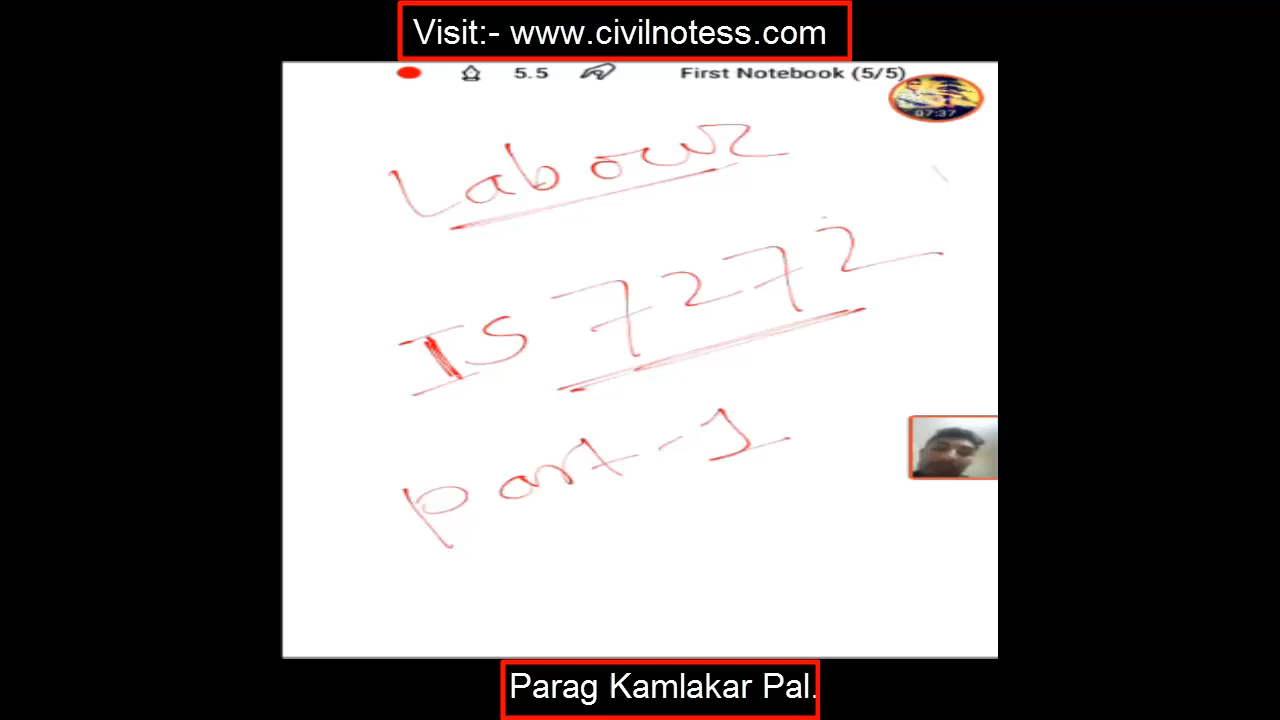 Visit:- www.civilnotess.com
5.5 First Notebook (5/5)
07:37
Labour
IS 7272
Part-1
Parag Kamlakar Pal.